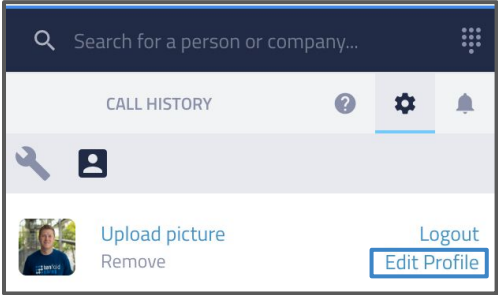 Search for a person or company...
CALL HISTORY
Upload picture
Logout
Remove
Edit Profile